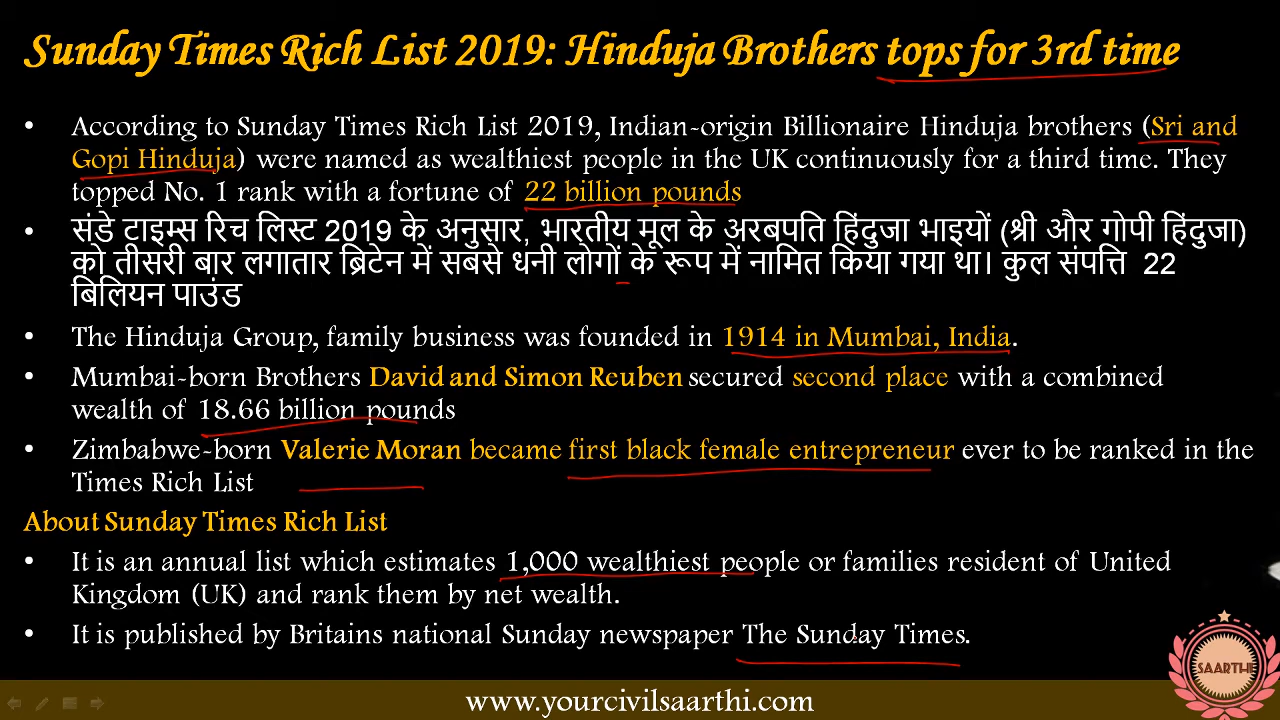 Sunday Times Rich List 2019: Hinduja Brothers tops for 3rd time
• According to Sunday Times Rich List 2019, Indian-origin Billionaire Hinduja brothers (Sri and
Gopi Hinduja) were named as wealthiest people in the UK continuously for a third time. They
topped No. 1 rank with a fortune of 22 billion pounds
• संडे टाइम्स रिच लिस्ट 2019 के अनुसार, भारतीय मूल के अरबपति हिंदुजा भाइयों (श्री और गोपी हिंदुजा)
को तीसरी बार लगातार ब्रिटेन में सबसे धनी लोगों के रूप में नामित किया गया था। कुल संपत्ति 22
बिलियन पाउंड
• The Hinduja Group, family business was founded in 1914 in Mumbai, India.
• Mumbai-born Brothers David and Simon Reuben secured second place with a combined
wealth of 18.66 billion pounds
• Zimbabwe-born Valerie Moran became first black female entrepreneur ever to be ranked in the
Times Rich List
About Sunday Times Rich List
• It is an annual list which estimates 1,000 wealthiest people or families resident of United
Kingdom (UK) and rank them by net wealth.
• It is published by Britains national Sunday newspaper The Sunday Times.
SAARTHI
www.yourcivilsaarthi.com